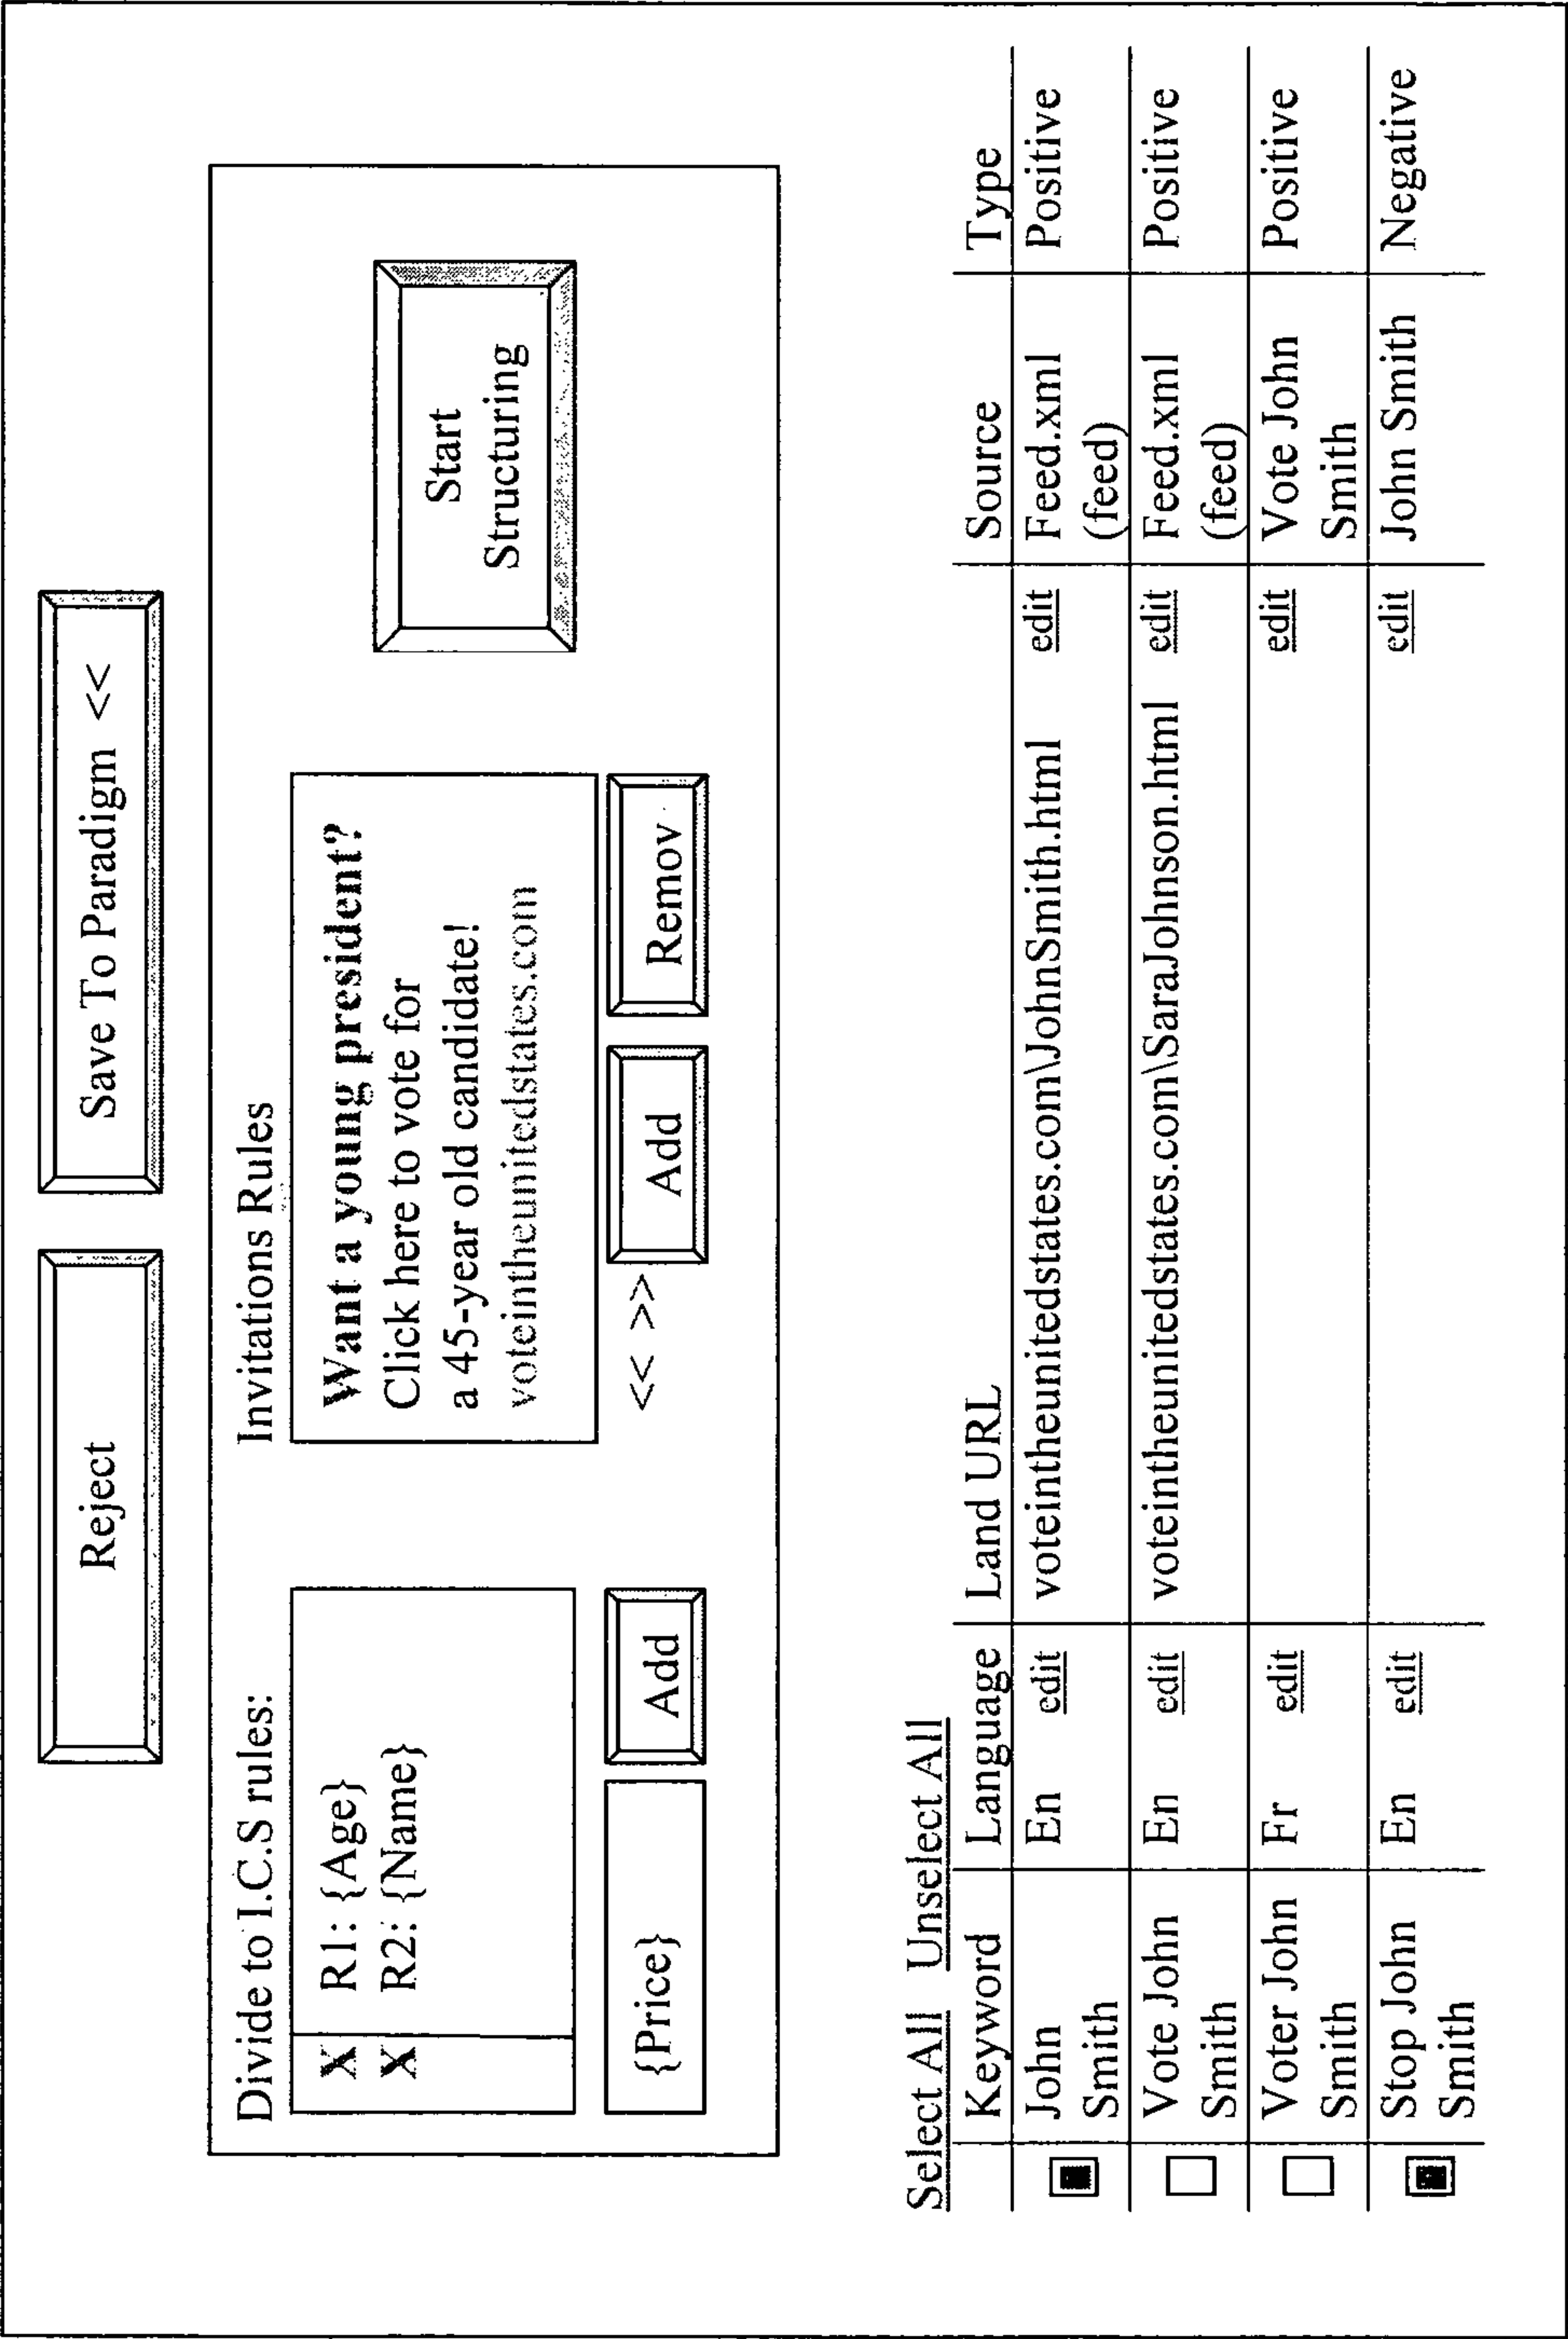 Reject
Save To Paradigm <<
Divide to I.C.S rules:
X R1: {Age}
X R2: {Name}
{Price}
Add
Invitations Rules
Want a young president?
Click here to vote for
a 45-year old candidate!
voteintheunitedstates.com
<< >>
Add
Remov
Start
Structuring
Select All Unselect All
Keyword Language Land URL Source Type
John En edit voteintheunitedstates.com\JohnSmith.html edit Feed.xml Positive
Smith (feed)
Vote John En edit voteintheunitedstates.com\SaraJohnson.html edit Feed.xml Positive
Smith (feed)
Voter John Fr edit edit Vote John Positive
Smith Smith
Stop John En edit edit John Smith Negative
Smith